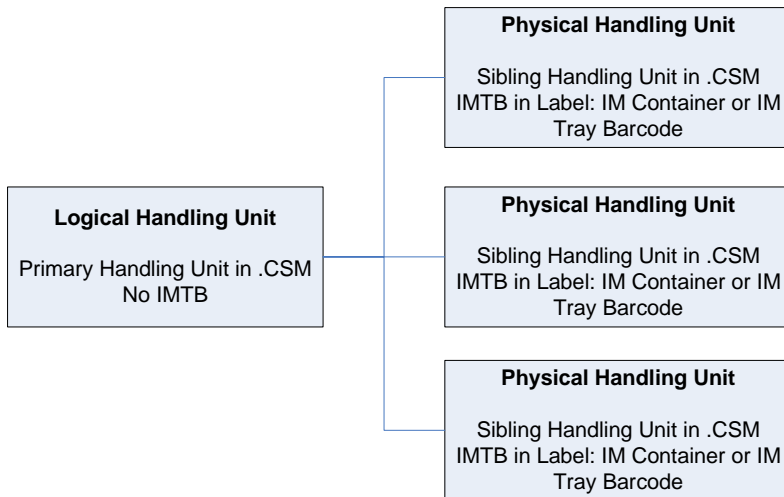 Physical Handling Unit
Sibling Handling Unit in .CSM
IMTB in Label: IM Container or IM
Tray Barcode
Logical Handling Unit
Primary Handling Unit in .CSM
No IMTB
Physical Handling Unit
Sibling Handling Unit in .CSM
IMTB in Label: IM Container or IM
Tray Barcode
Physical Handling Unit
Sibling Handling Unit in .CSM
IMTB in Label: IM Container or IM
Tray Barcode